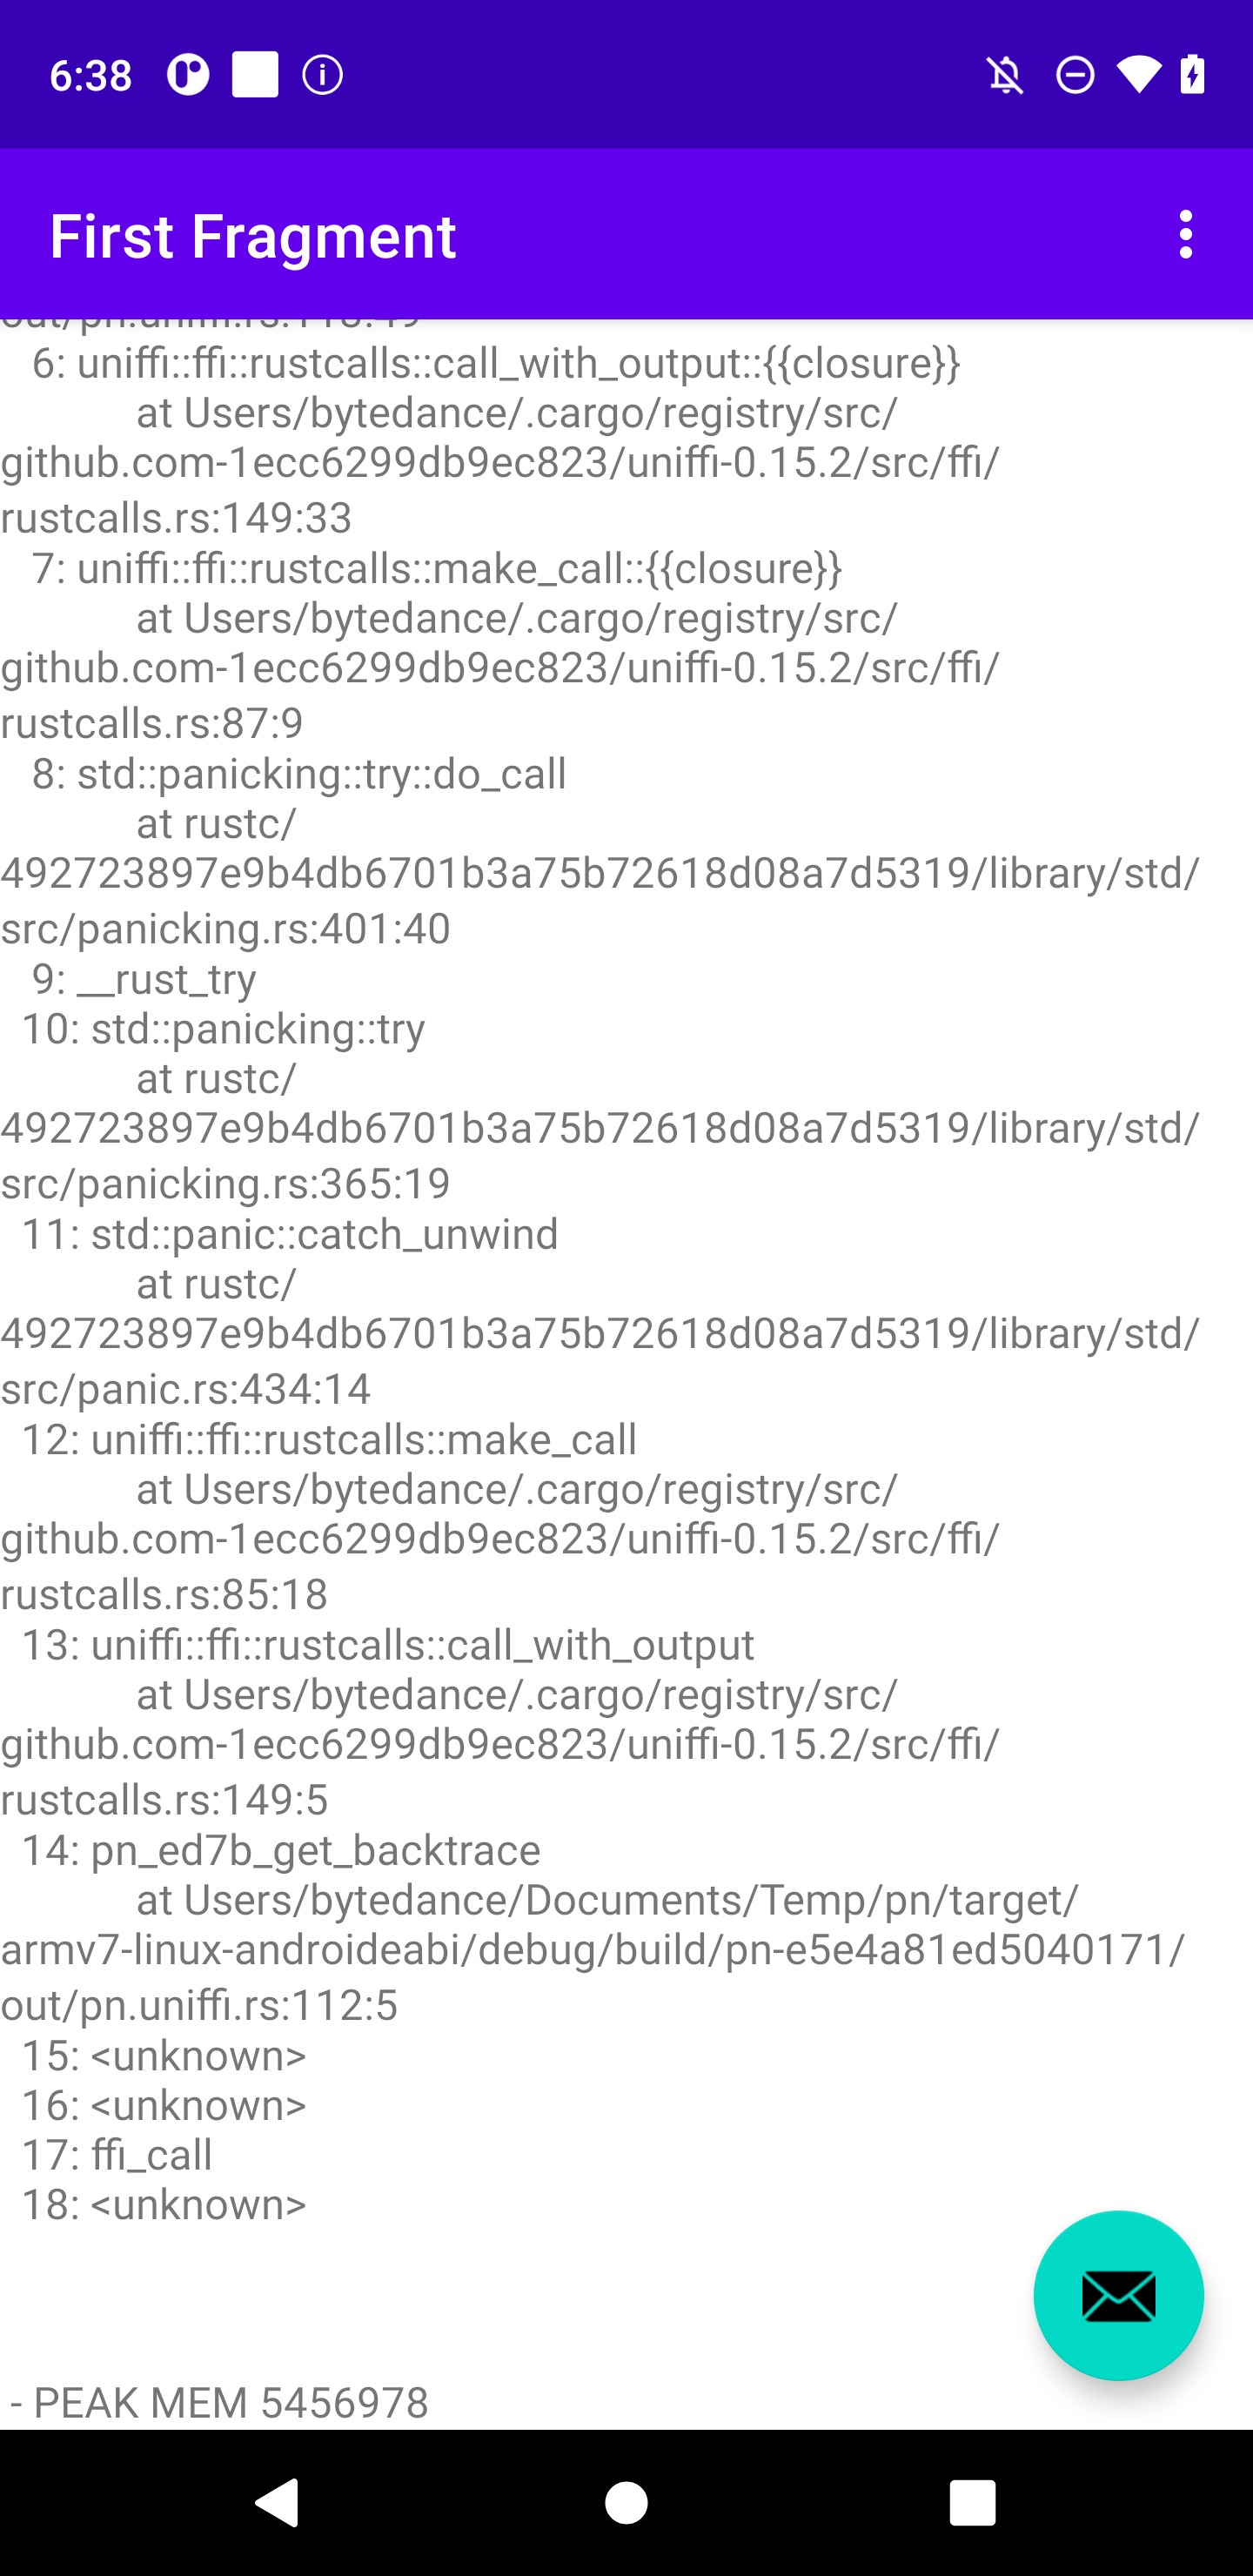 6:38
First Fragment
6: uniffi::ffi::rustcalls::call_with_output::{{closure}}
at Users/bytedance/.cargo/registry/src/
github.com-1ecc6299db9ec823/uniffi-0.15.2/src/ffi/
rustcalls.rs:149:33
7: uniffi::ffi::rustcalls::make_call::{{closure}}
at Users/bytedance/.cargo/registry/src/
github.com-1ecc6299db9ec823/uniffi-0.15.2/src/ffi/
rustcalls.rs:87:9
8: std::panicking::try::do_call
at rustc/
492723897e9b4db6701b3a75b72618d08a7d5319/library/std/
src/panicking.rs:401:40
9: __rust_try
10: std::panicking::try
at rustc/
492723897e9b4db6701b3a75b72618d08a7d5319/library/std/
src/panicking.rs:365:19
11: std::panic::catch_unwind
at rustc/
492723897e9b4db6701b3a75b72618d08a7d5319/library/std/
src/panic.rs:434:14
12: uniffi::ffi::rustcalls::make_call
at Users/bytedance/.cargo/registry/src/
github.com-1ecc6299db9ec823/uniffi-0.15.2/src/ffi/
rustcalls.rs:85:18
13: uniffi::ffi::rustcalls::call_with_output
at Users/bytedance/.cargo/registry/src/
github.com-1ecc6299db9ec823/uniffi-0.15.2/src/ffi/
rustcalls.rs:149:5
14: pn_ed7b_get_backtrace
at Users/bytedance/Documents/Temp/pn/target/
armv7-linux-androideabi/debug/build/pn-e5e4a81ed5040171/
out/pn.uniffi.rs:112:5
15: <unknown>
16: <unknown>
17: ffi_call
18: <unknown>
- PEAK MEM 5456978